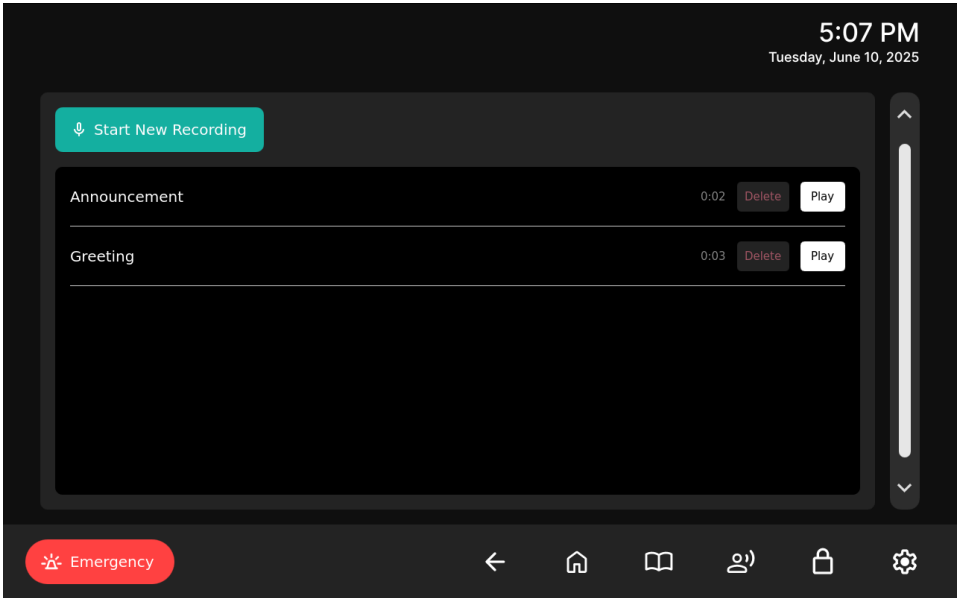 5:07 PM
Tuesday, June 10, 2025
Start New Recording
Announcement 0:02 Delete Play
Greeting 0:03 Delete Play
Emergency